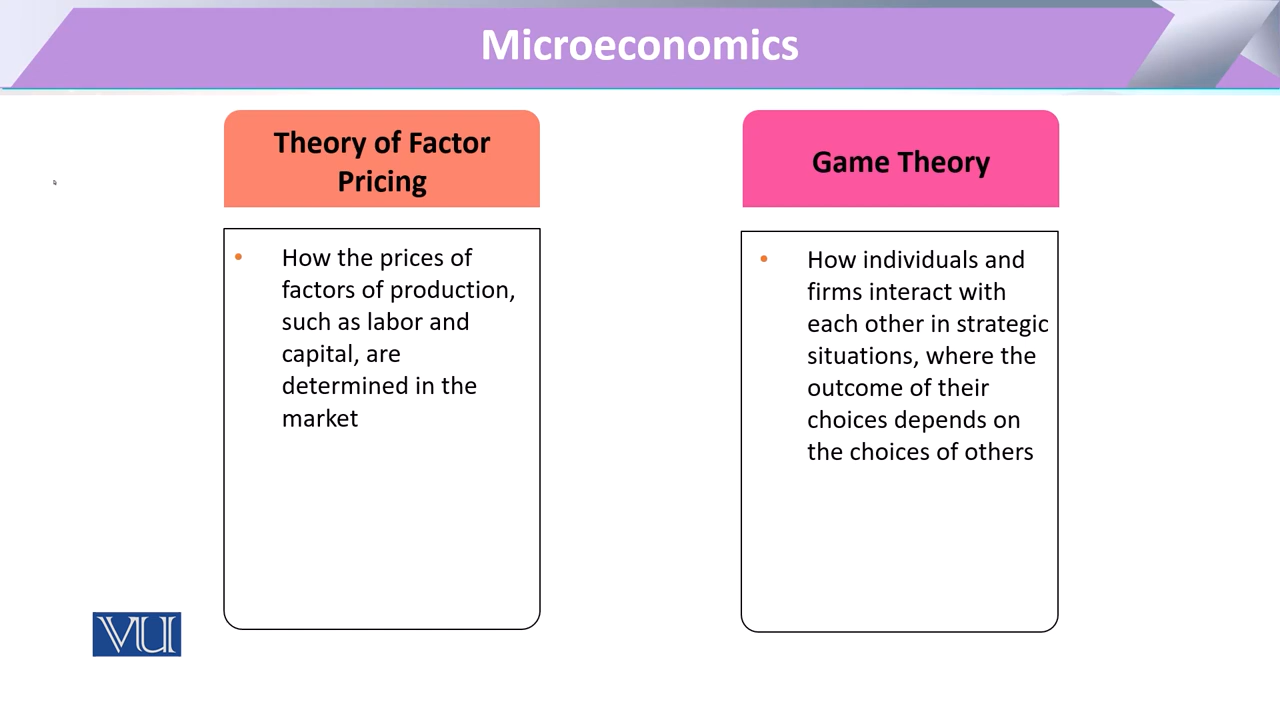 Microeconomics
Theory of Factor
Pricing
• How the prices of
factors of production,
such as labor and
capital, are
determined in the
market
Game Theory
• How individuals and
firms interact with
each other in strategic
situations, where the
outcome of their
choices depends on
the choices of others
VU